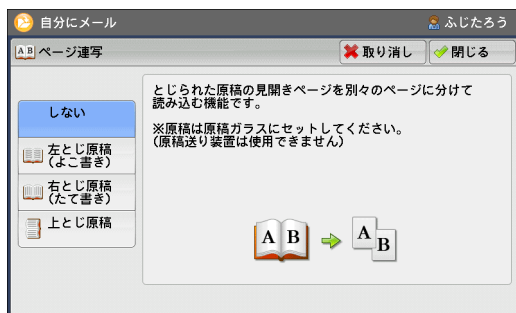 自分にメール
ふじたろう
AB ページ連写
取り消し
閉じる
しない
左とじ原稿
(よこ書き)
右とじ原稿
(たて書き)
上とじ原稿
とじられた原稿の見開きページを別々のページに分けて
読み込む機能です。
※原稿は原稿ガラスにセットしてください。
(原稿送り装置は使用できません)
A B
A
B